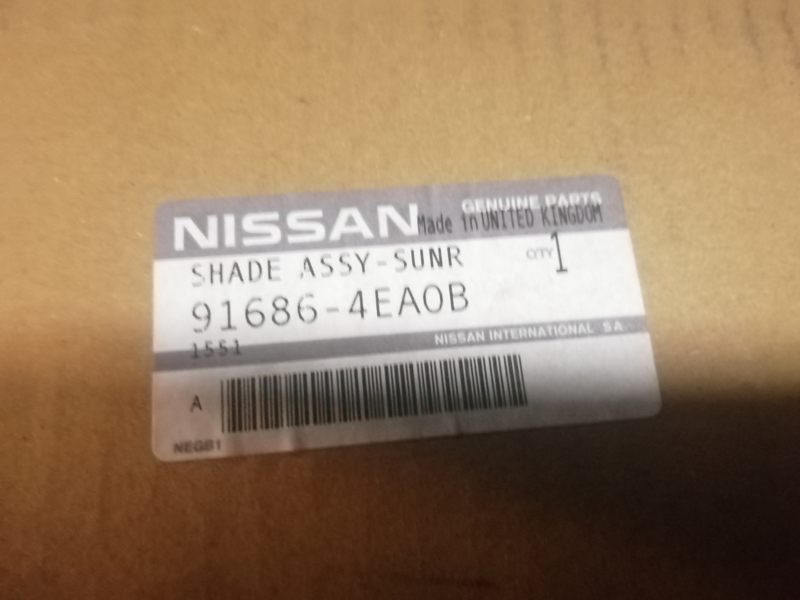 NISSAN
GENUINE PARTS
Made in UNITED KINGDOM
SHADE ASSY-SUNR
QTY 1
91686-4EA0B
1551
NISSAN INTERNATIONAL SA
A
NEGB1